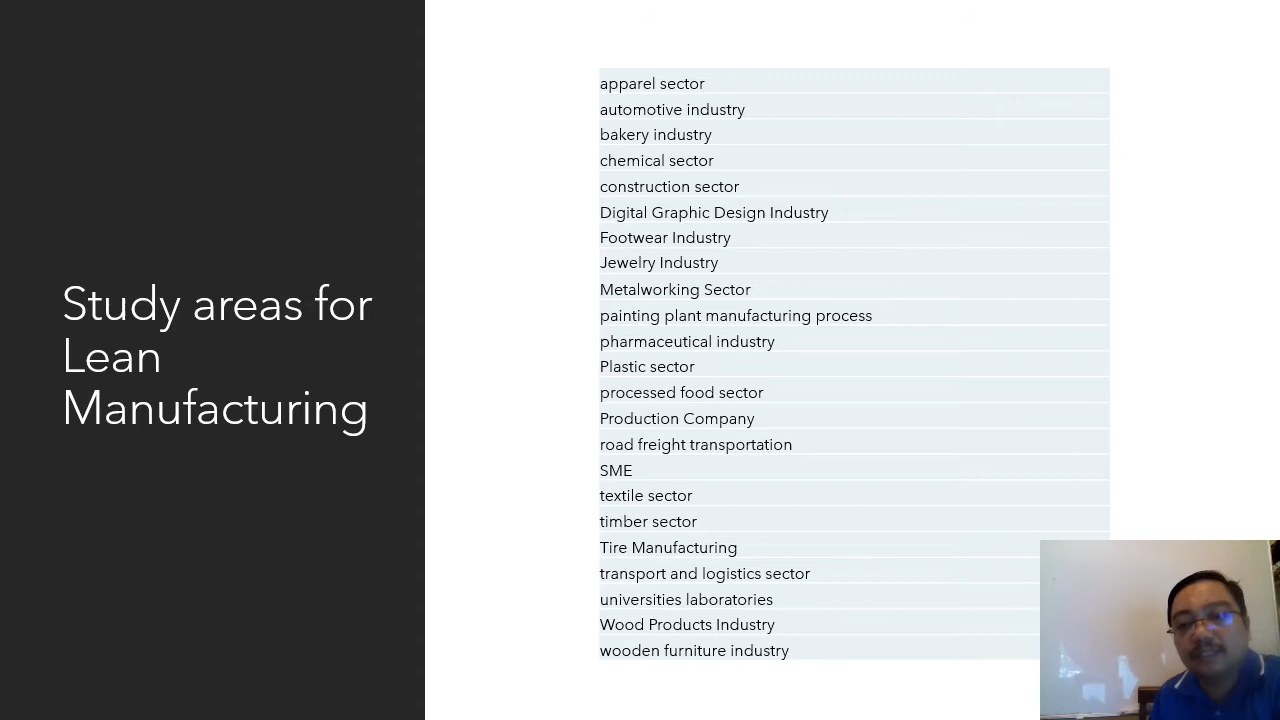 Study areas for
Lean
Manufacturing
apparel sector
automotive industry
bakery industry
chemical sector
construction sector
Digital Graphic Design Industry
Footwear Industry
Jewelry Industry
Metalworking Sector
painting plant manufacturing process
pharmaceutical industry
Plastic sector
processed food sector
Production Company
road freight transportation
SME
textile sector
timber sector
Tire Manufacturing
transport and logistics sector
universities laboratories
Wood Products Industry
wooden furniture industry